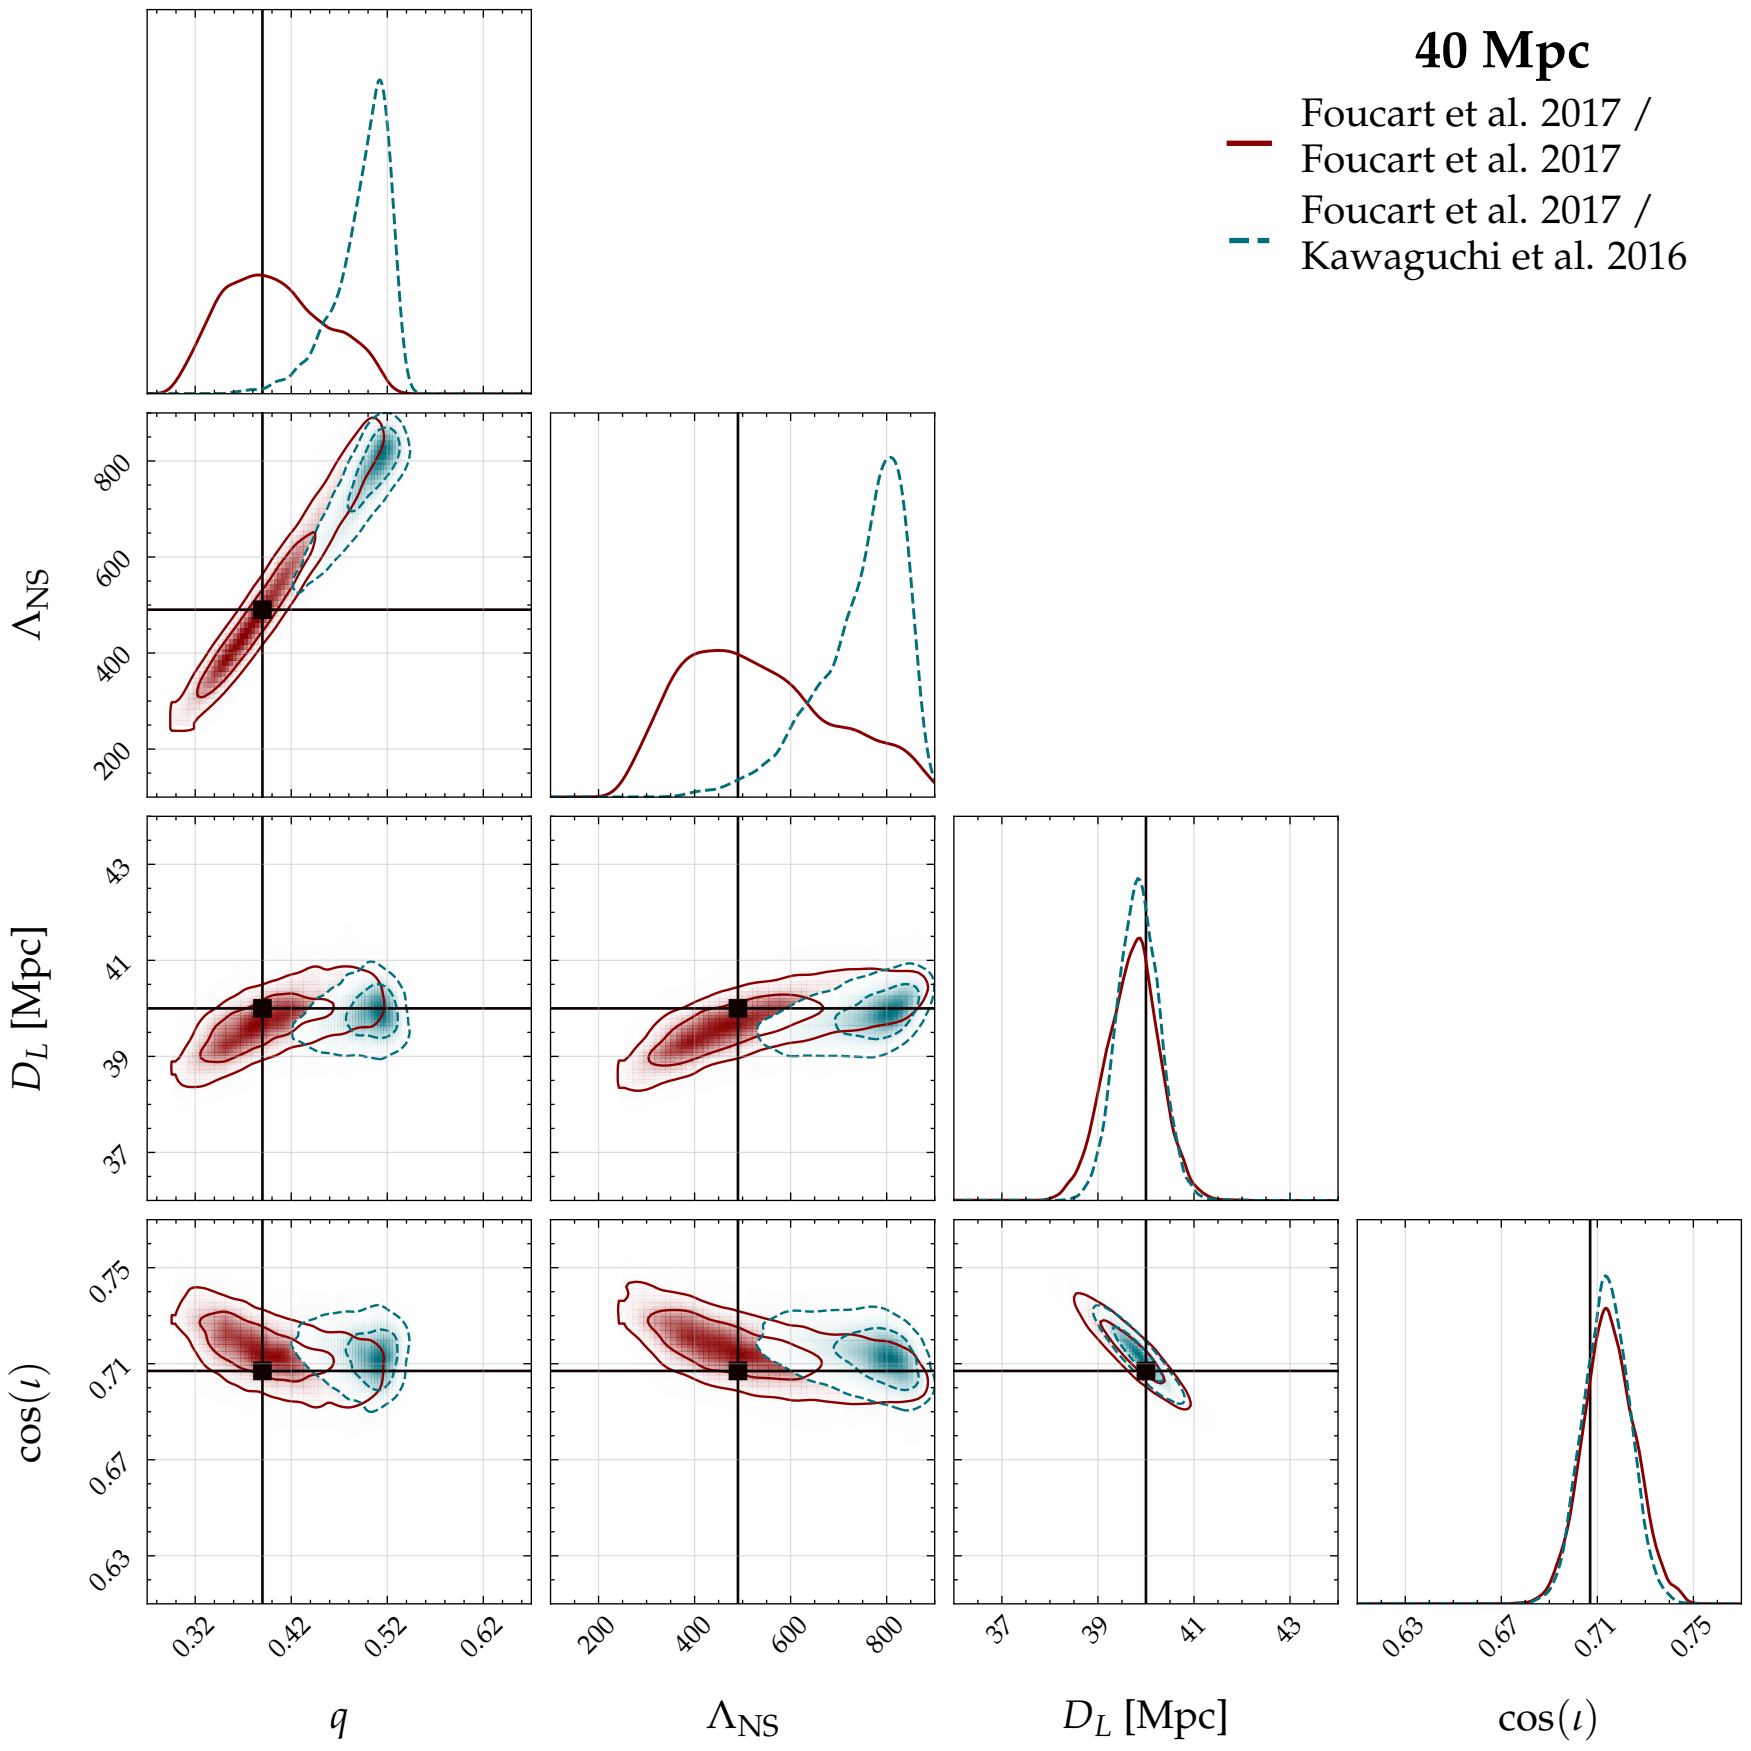 40 Mpc
Foucart et al. 2017 /
Foucart et al. 2017
Foucart et al. 2017 /
Kawaguchi et al. 2016
Λ_NS
800
600
400
200
D_L [Mpc]
43
41
39
37
cos(ι)
0.75
0.71
0.67
0.63
0.32 0.42 0.52 0.62 200 400 600 800 37 39 41 43 0.63 0.67 0.71 0.75
q Λ_NS D_L [Mpc] cos(ι)